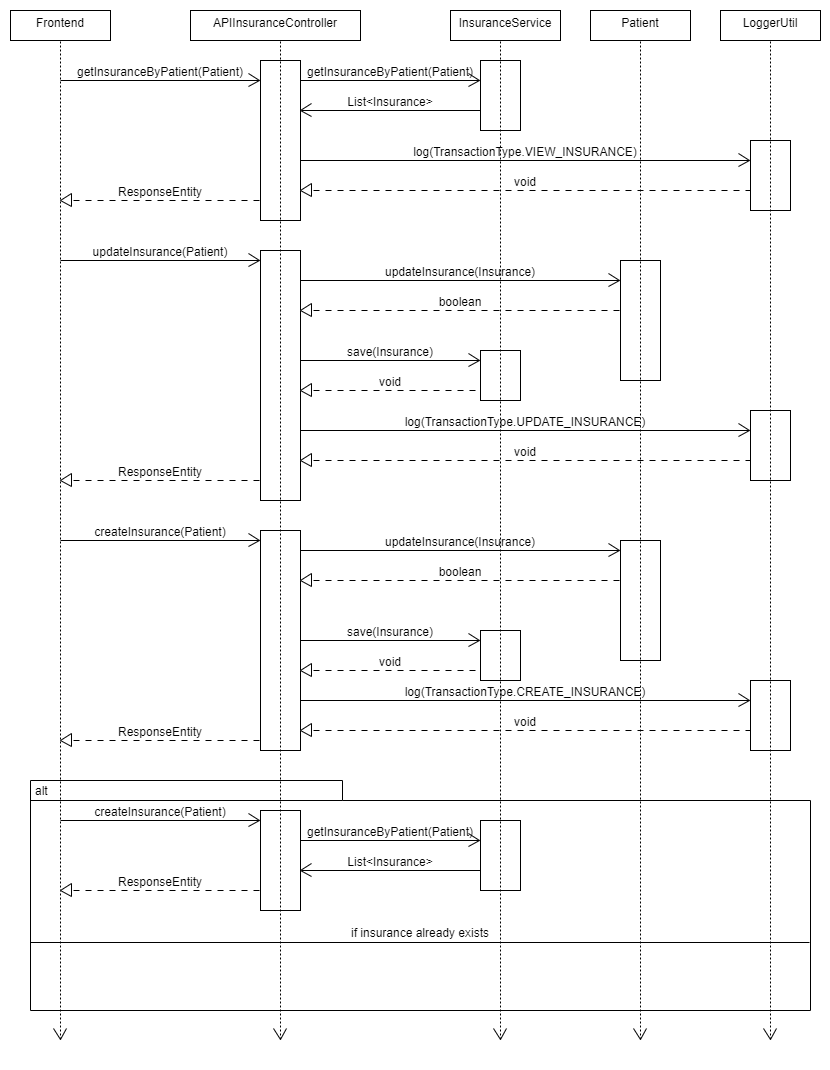 Frontend
APIInsuranceController
InsuranceService
Patient
LoggerUtil
getInsuranceByPatient(Patient)
getInsuranceByPatient(Patient)
List<Insurance>
log(TransactionType.VIEW_INSURANCE)
void
ResponseEntity
updateInsurance(Patient)
updateInsurance(Insurance)
boolean
save(Insurance)
void
log(TransactionType.UPDATE_INSURANCE)
void
ResponseEntity
createInsurance(Patient)
updateInsurance(Insurance)
boolean
save(Insurance)
void
log(TransactionType.CREATE_INSURANCE)
void
ResponseEntity
alt
createInsurance(Patient)
getInsuranceByPatient(Patient)
List<Insurance>
ResponseEntity
if insurance already exists